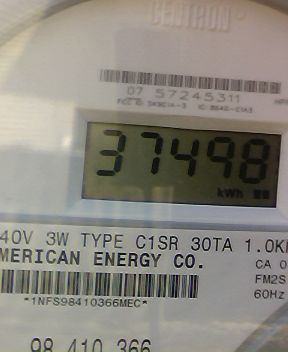 CENTRON®
07 57245311
37498
kWh
40V 3W TYPE C1SR 30TA 1.0K
MERICAN ENERGY CO.
CA 0
FM2S
60Hz
*1NFS98410366MEC*
98 410 366